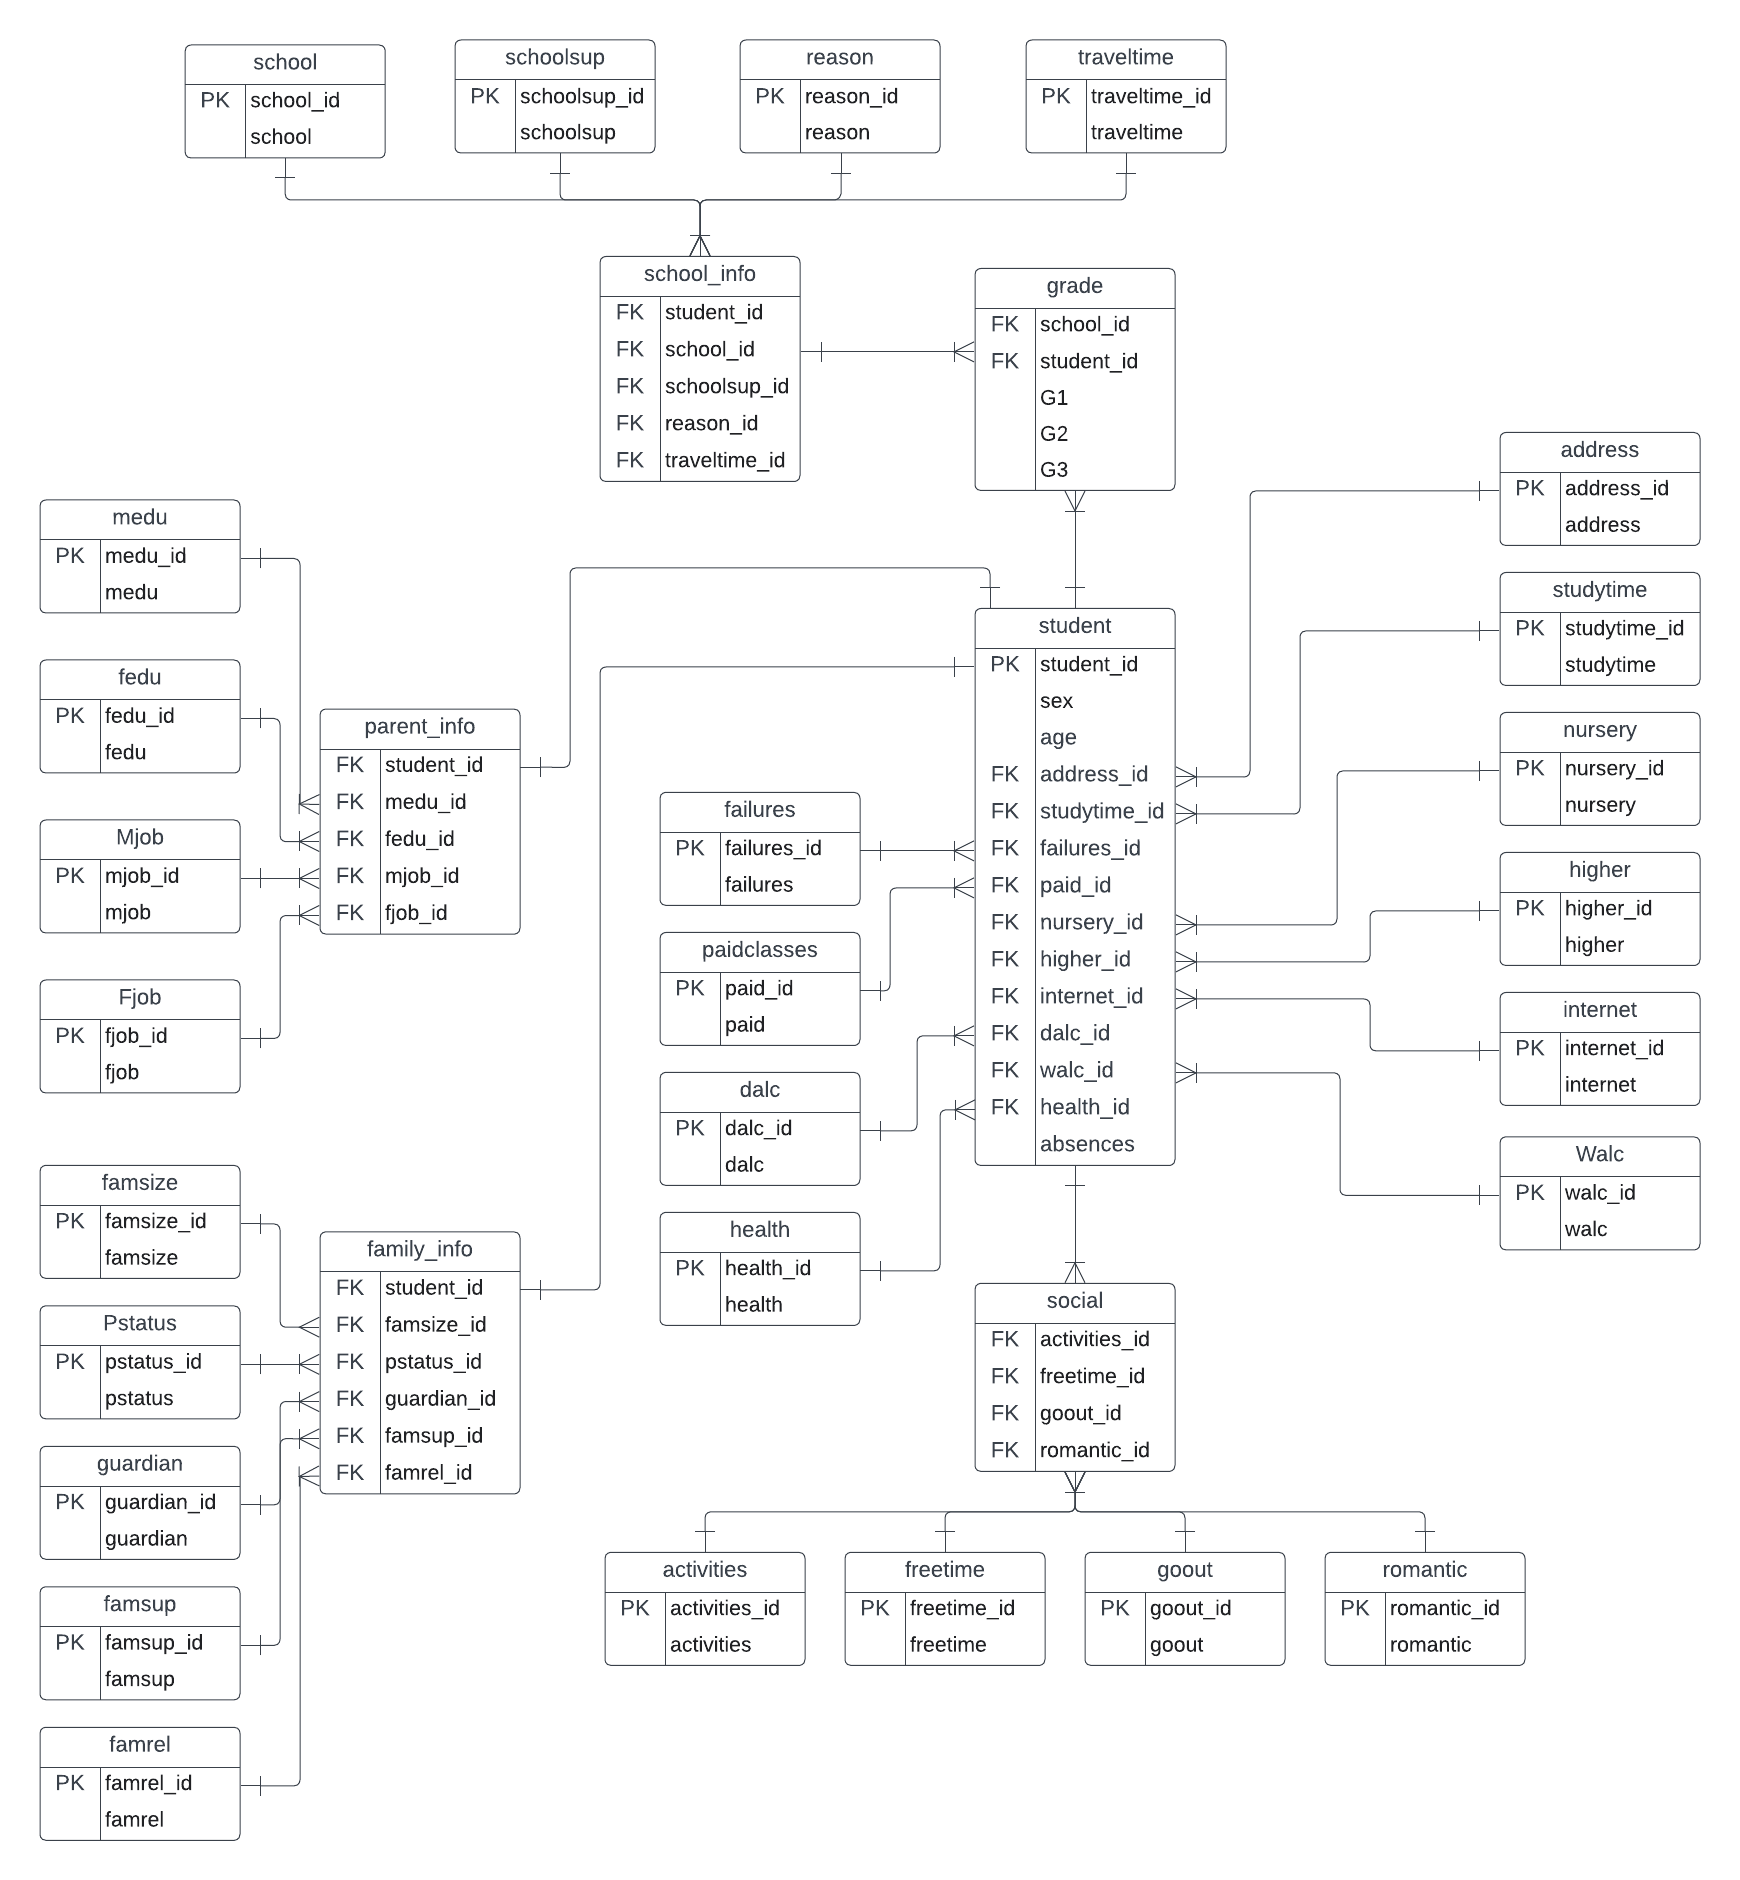 school
PK school_id
school
schoolsup
PK schoolsup_id
schoolsup
reason
PK reason_id
reason
traveltime
PK traveltime_id
traveltime
school_info
FK student_id
FK school_id
FK schoolsup_id
FK reason_id
FK traveltime_id
grade
FK school_id
FK student_id
G1
G2
G3
address
PK address_id
address
medu
PK medu_id
medu
studytime
PK studytime_id
studytime
student
PK student_id
sex
age
FK address_id
FK studytime_id
FK failures_id
FK paid_id
FK nursery_id
FK higher_id
FK internet_id
FK dalc_id
FK walc_id
FK health_id
absences
fedu
PK fedu_id
fedu
parent_info
FK student_id
FK medu_id
FK fedu_id
FK mjob_id
FK fjob_id
nursery
PK nursery_id
nursery
failures
PK failures_id
failures
Mjob
PK mjob_id
mjob
higher
PK higher_id
higher
paidclasses
PK paid_id
paid
Fjob
PK fjob_id
fjob
internet
PK internet_id
internet
dalc
PK dalc_id
dalc
Walc
PK walc_id
walc
famsize
PK famsize_id
famsize
health
PK health_id
health
family_info
FK student_id
FK famsize_id
FK pstatus_id
FK guardian_id
FK famsup_id
FK famrel_id
social
FK activities_id
FK freetime_id
FK goout_id
FK romantic_id
Pstatus
PK pstatus_id
pstatus
guardian
PK guardian_id
guardian
activities
PK activities_id
activities
freetime
PK freetime_id
freetime
goout
PK goout_id
goout
romantic
PK romantic_id
romantic
famsup
PK famsup_id
famsup
famrel
PK famrel_id
famrel